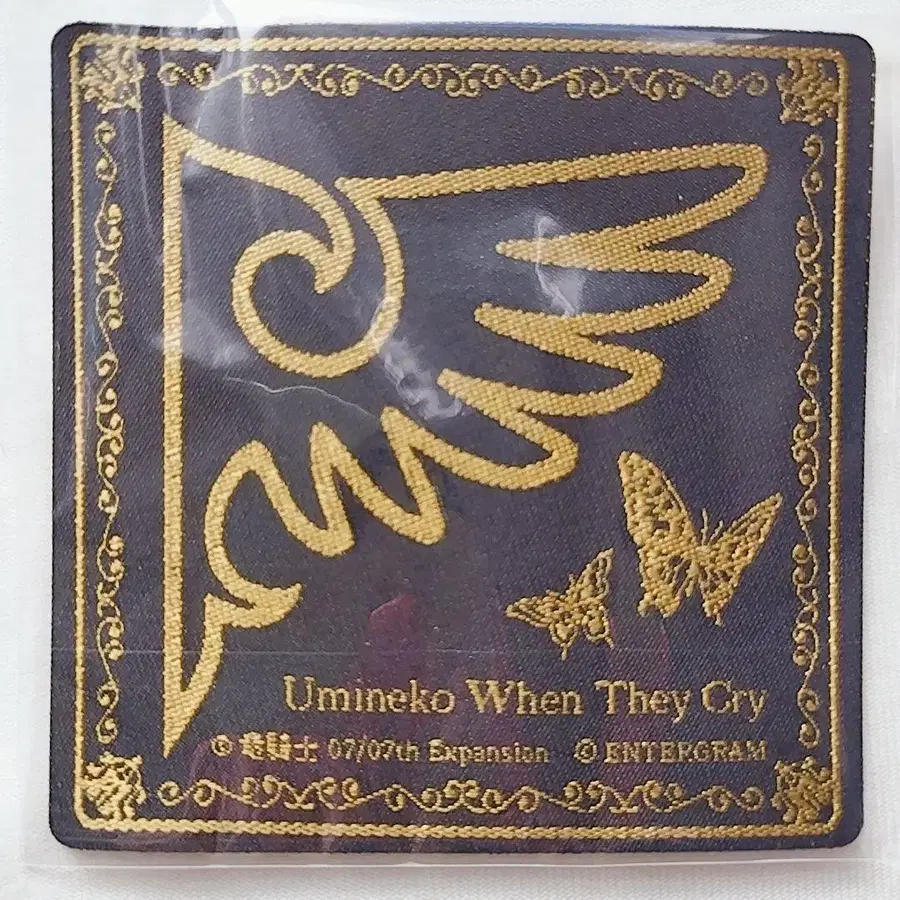 Umineko When They Cry
© 竜騎士 07/07th Expansion © ENTERGRAM